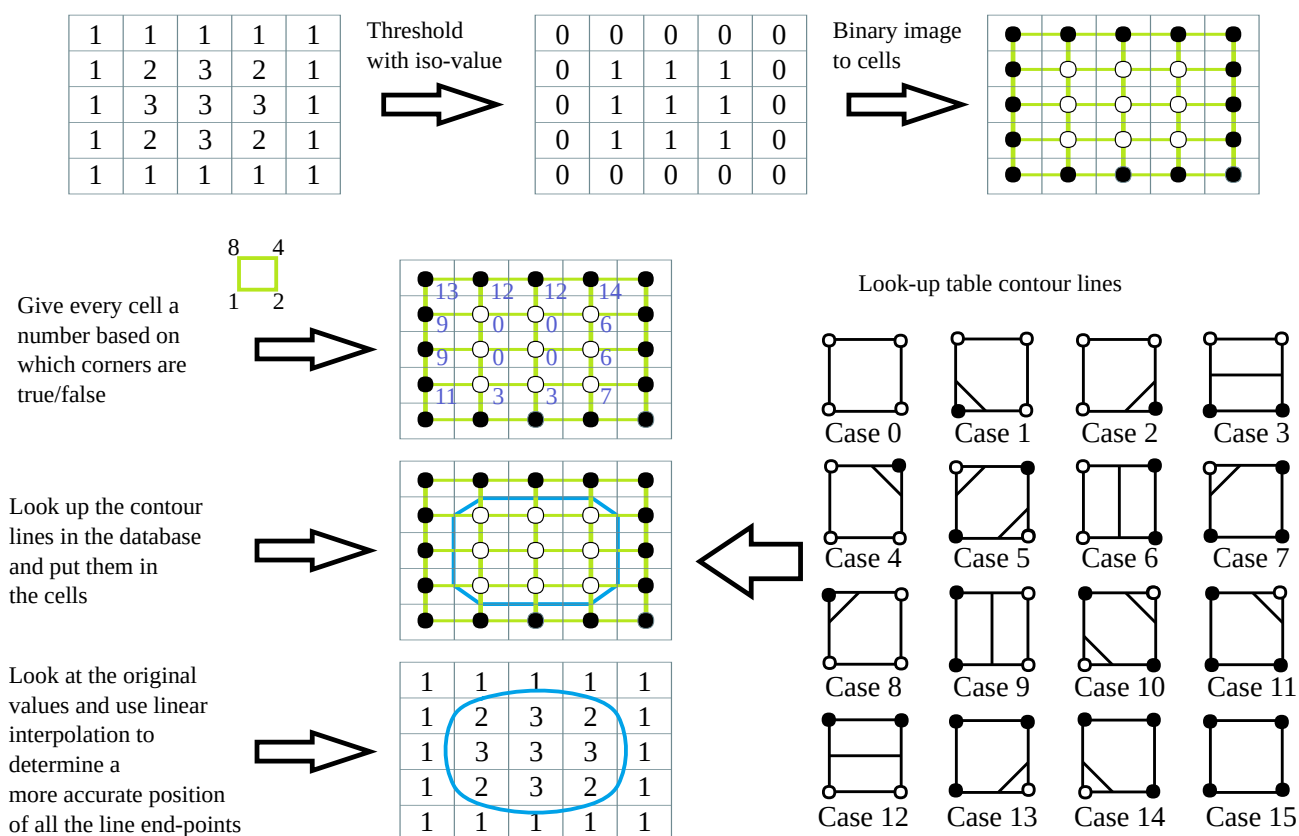 1 1 1 1 1
1 2 3 2 1
1 3 3 3 1
1 2 3 2 1
1 1 1 1 1
Threshold
with iso-value
0 0 0 0 0
0 1 1 1 0
0 1 1 1 0
0 1 1 1 0
0 0 0 0 0
Binary image
to cells
8 4
1 2
Give every cell a
number based on
which corners are
true/false
13 12 12 14
9 0 0 6
9 0 0 6
11 3 3 7
Look up the contour
lines in the database
and put them in
the cells
Look at the original
values and use linear
interpolation to
determine a
more accurate position
of all the line end-points
1 1 1 1 1
1 2 3 2 1
1 3 3 3 1
1 2 3 2 1
1 1 1 1 1
Look-up table contour lines
Case 0 Case 1 Case 2 Case 3
Case 4 Case 5 Case 6 Case 7
Case 8 Case 9 Case 10 Case 11
Case 12 Case 13 Case 14 Case 15